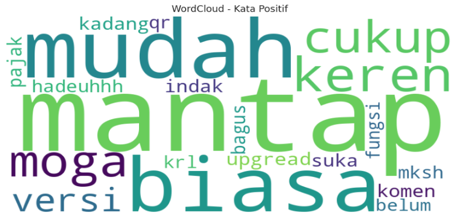 WordCloud - Kata Positif
kadang qr
mudah
cukup
pajak
keren
hadeuhhh
indak
mantap
bagus
fungsi
moga
krl
upgread
suka
biasa
mksh
versi
komen
belum